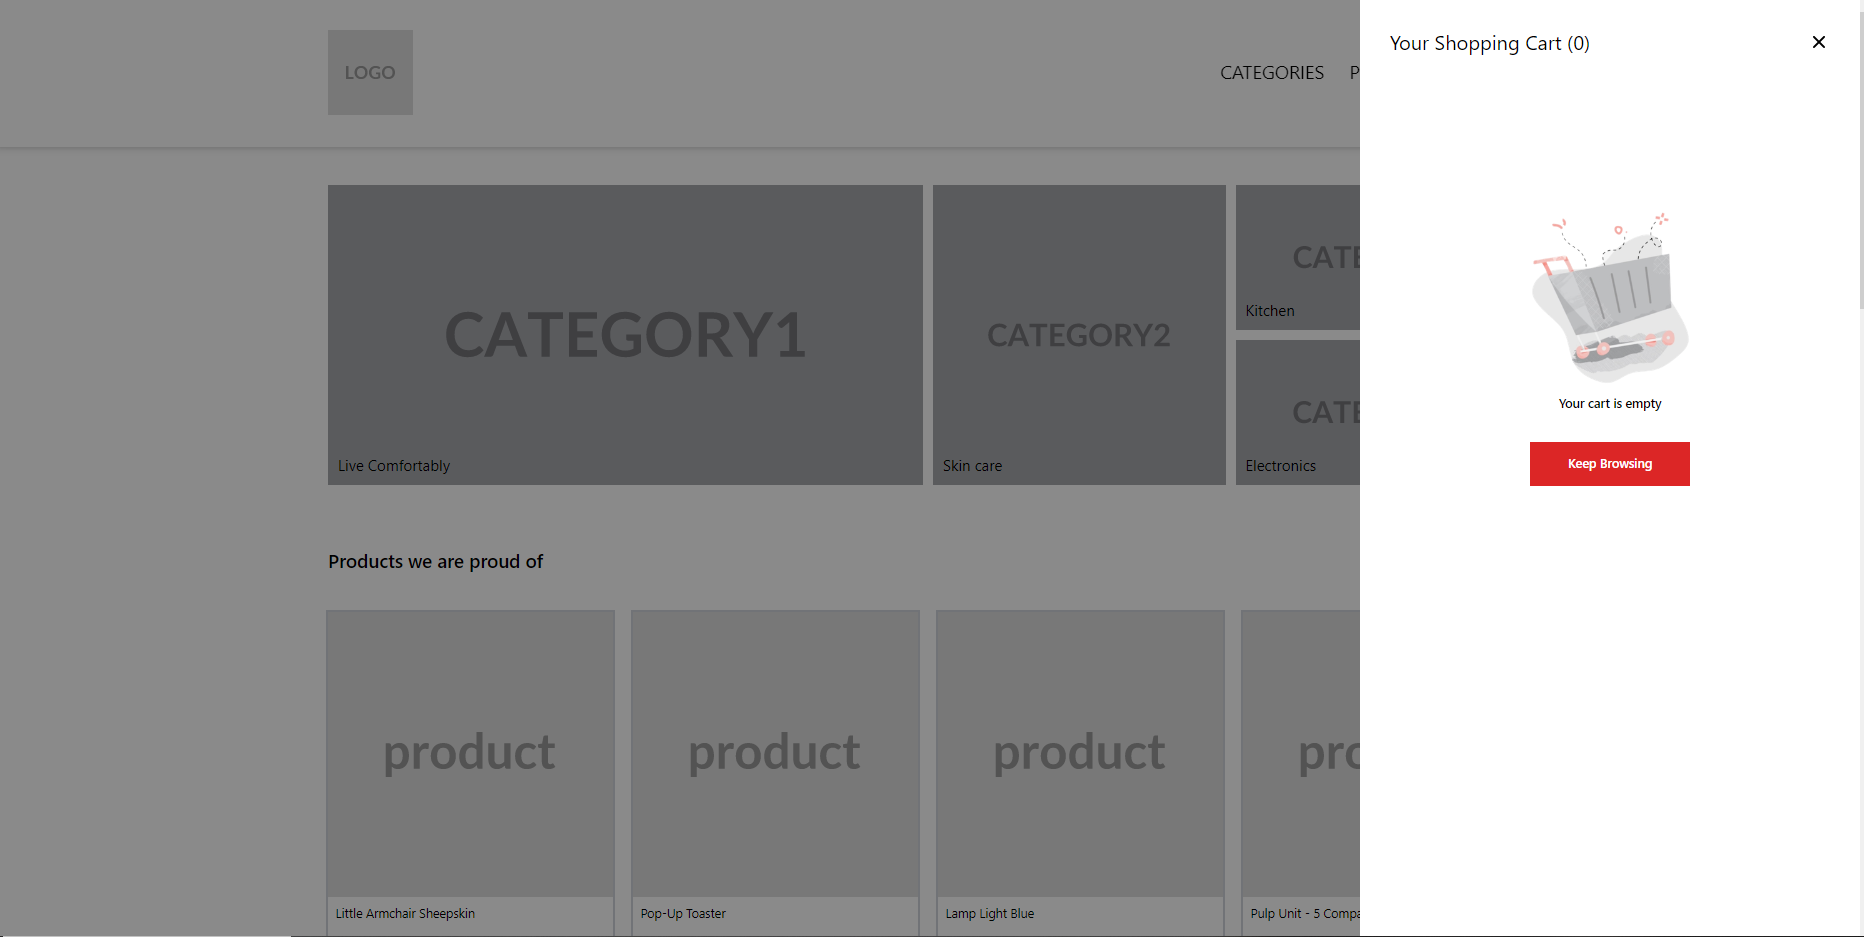 LOGO
CATEGORIES P
Your Shopping Cart (0)
CATEGORY1
Live Comfortably
CATEGORY2
Skin care
CATE
Kitchen
CATE
Electronics
Your cart is empty
Keep Browsing
Products we are proud of
product
product
product
pro
Little Armchair Sheepskin
Pop-Up Toaster
Lamp Light Blue
Pulp Unit - 5 Compa